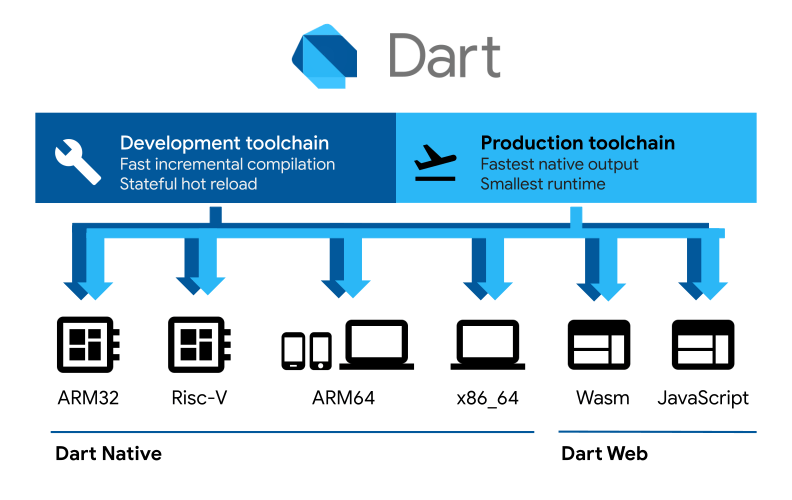 Dart
Development toolchain
Fast incremental compilation
Stateful hot reload
Production toolchain
Fastest native output
Smallest runtime
ARM32
Risc-V
ARM64
x86_64
Wasm
JavaScript
Dart Native
Dart Web